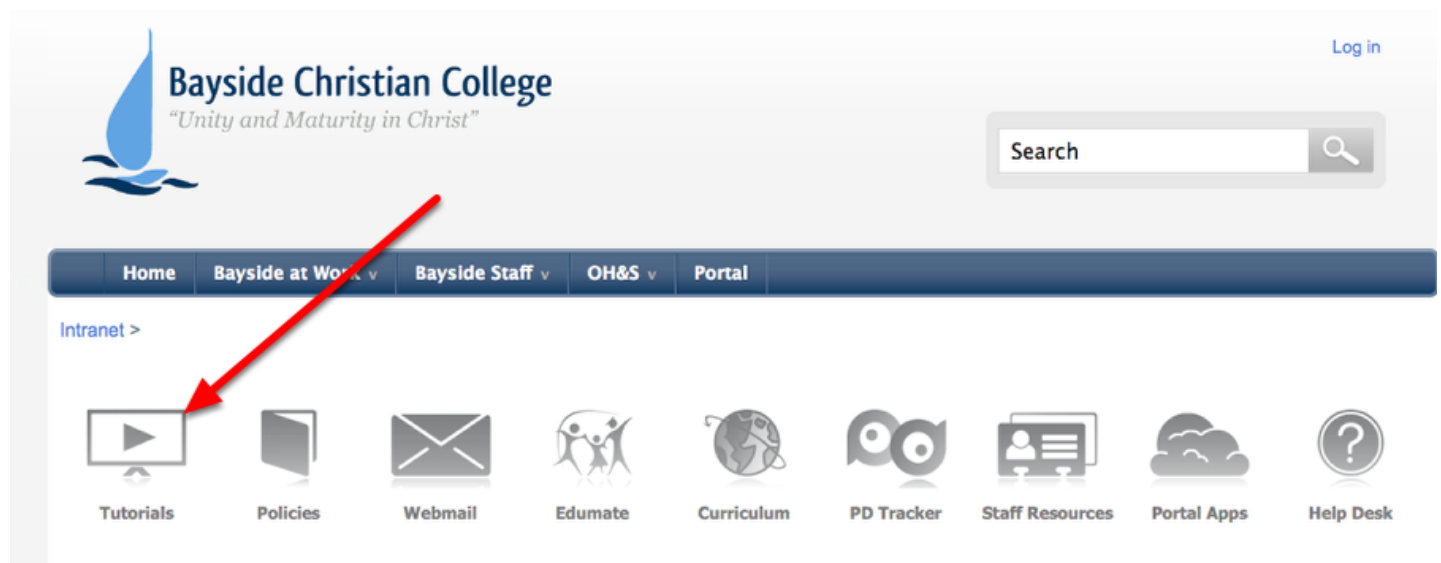 Log in
Bayside Christian College
“Unity and Maturity in Christ”
Search
Home Bayside at Work v Bayside Staff v OH&S v Portal
Intranet >
Tutorials Policies Webmail Edumate Curriculum PD Tracker Staff Resources Portal Apps Help Desk